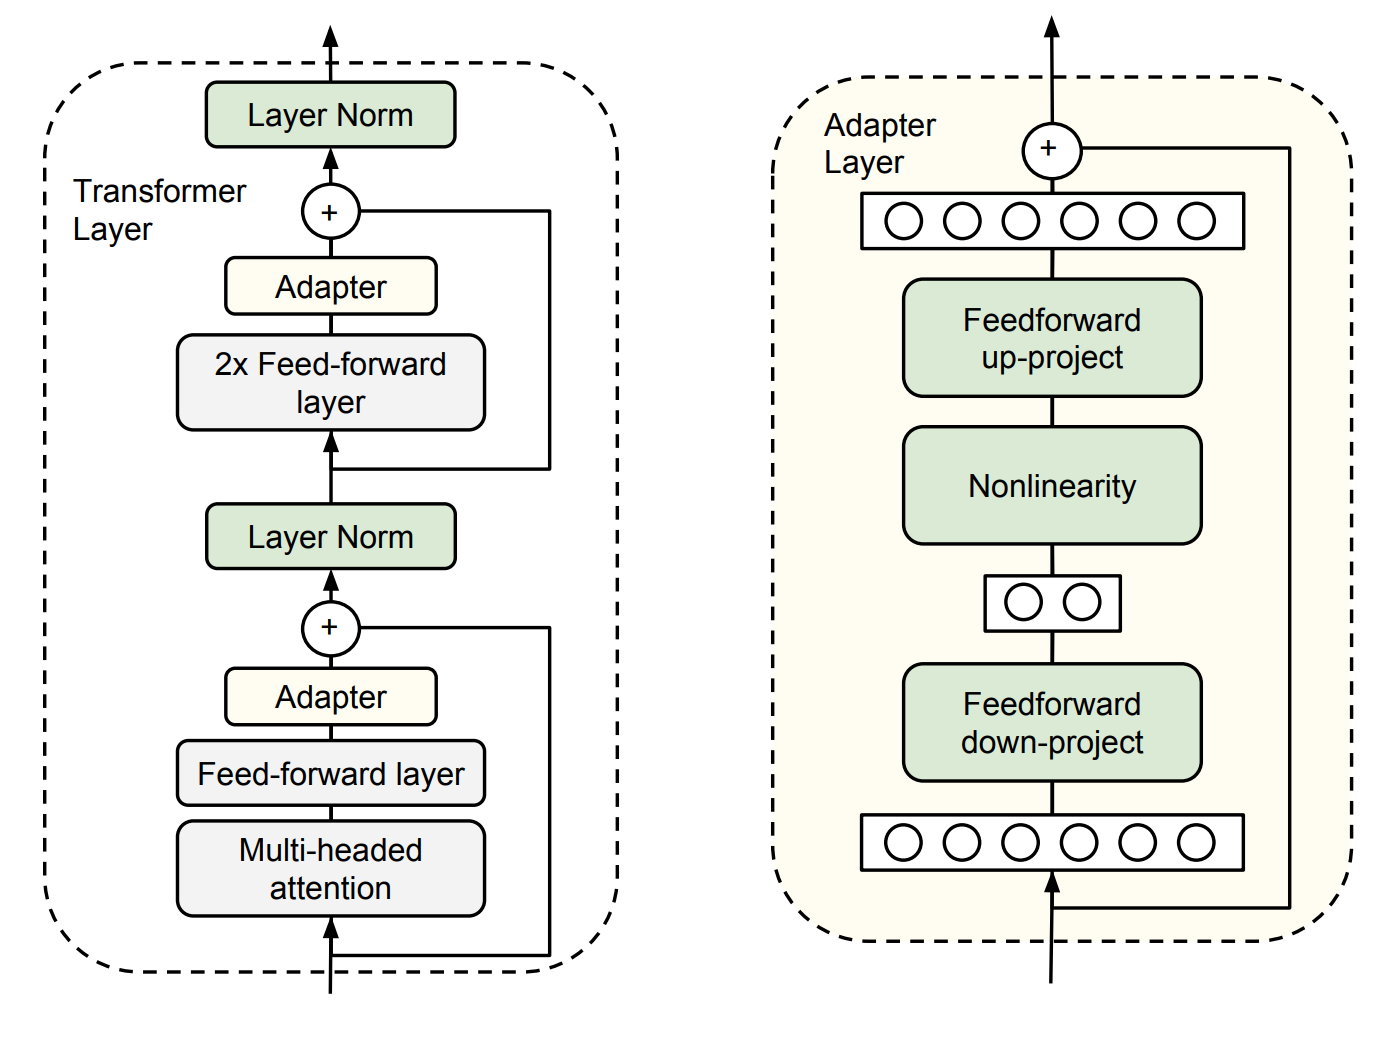 Transformer
Layer
Layer Norm
+
Adapter
2x Feed-forward
layer
Layer Norm
+
Adapter
Feed-forward layer
Multi-headed
attention
Adapter
Layer
+
Feedforward
up-project
Nonlinearity
Feedforward
down-project